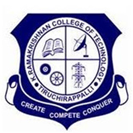 K.RAMAKRISHNAN COLLEGE OF TECHNOLOGY
TIRUCHIRAPPALLI
CREATE COMPETE CONQUER